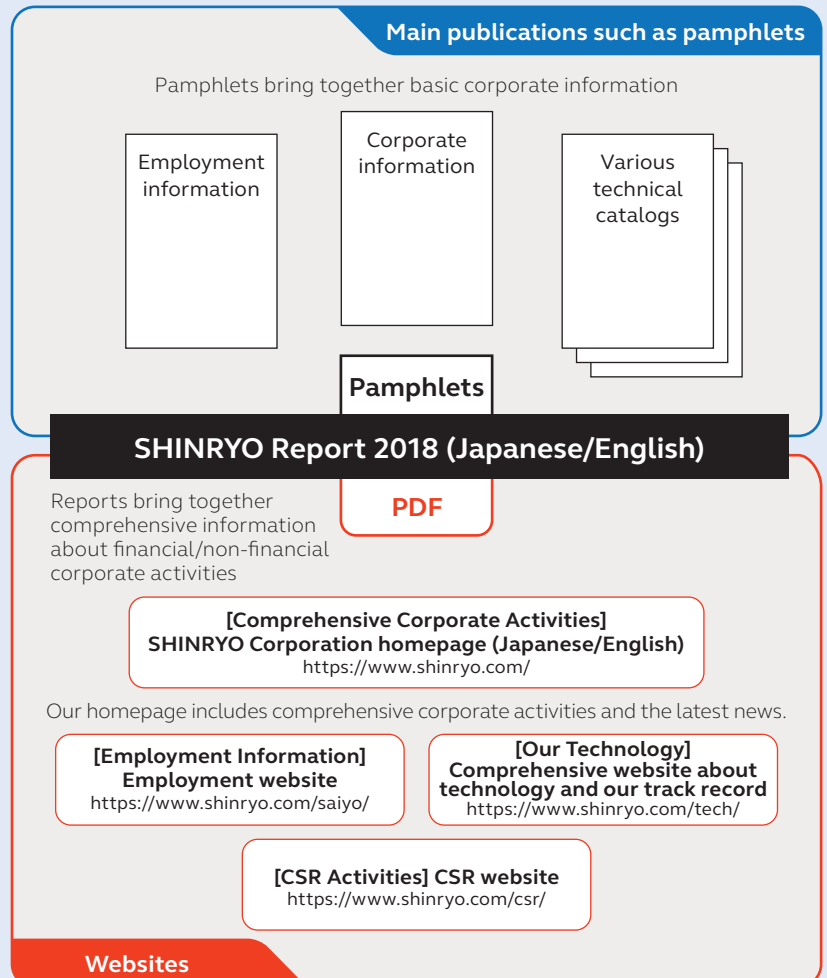 Main publications such as pamphlets
Pamphlets bring together basic corporate information
Employment
information
Corporate
information
Various
technical
catalogs
Pamphlets
SHINRYO Report 2018 (Japanese/English)
Reports bring together
comprehensive information
about financial/non-financial
corporate activities
PDF
[Comprehensive Corporate Activities]
SHINRYO Corporation homepage (Japanese/English)
https://www.shinryo.com/
Our homepage includes comprehensive corporate activities and the latest news.
[Employment Information]
Employment website
https://www.shinryo.com/saiyo/
[Our Technology]
Comprehensive website about
technology and our track record
https://www.shinryo.com/tech/
[CSR Activities] CSR website
https://www.shinryo.com/csr/
Websites